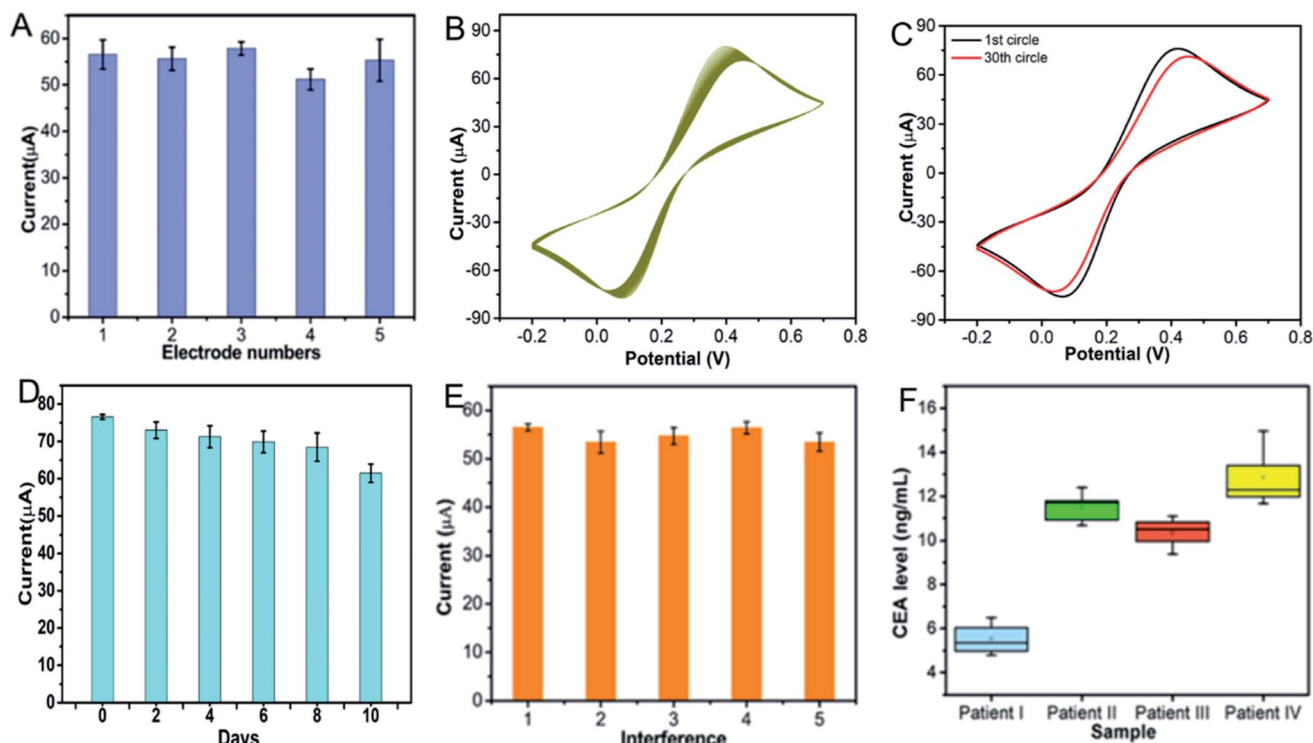 A
Current(μA)
60
50
40
30
20
10
0
1 2 3 4 5
Electrode numbers
B
Current (μA)
90
60
30
0
-30
-60
-90
-0.2 0.0 0.2 0.4 0.6 0.8
Potential (V)
C
1st circle
30th circle
Current (μA)
90
60
30
0
-30
-60
-90
-0.2 0.0 0.2 0.4 0.6 0.8
Potential (V)
D
Current(μA)
80
70
60
50
40
30
20
10
0
0 2 4 6 8 10
Days
E
Current (μA)
60
50
40
30
20
10
0
1 2 3 4 5
Interference
F
CEA level (ng/mL)
16
14
12
10
8
6
4
Patient I Patient II Patient III Patient IV
Sample